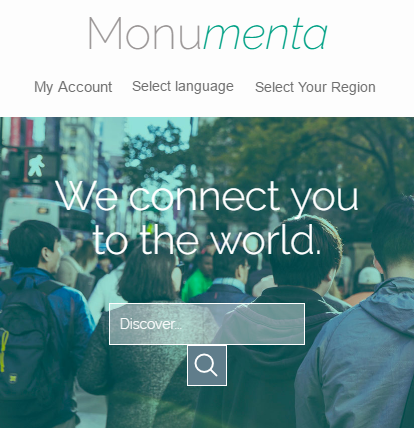 Monumenta
My Account Select language Select Your Region
We connect you
to the world.
Discover...